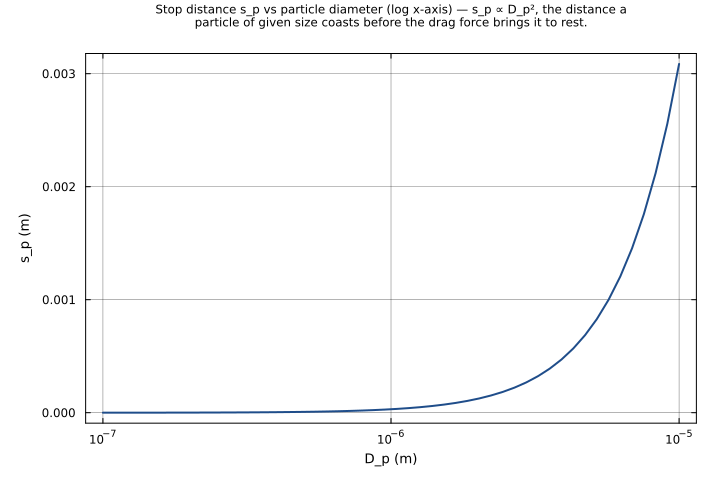 Stop distance s_p vs particle diameter (log x-axis) — s_p ∝ D_p², the distance a
particle of given size coasts before the drag force brings it to rest.
0.003
0.002
0.001
0.000
s_p (m)
10⁻⁷
10⁻⁶
10⁻⁵
D_p (m)